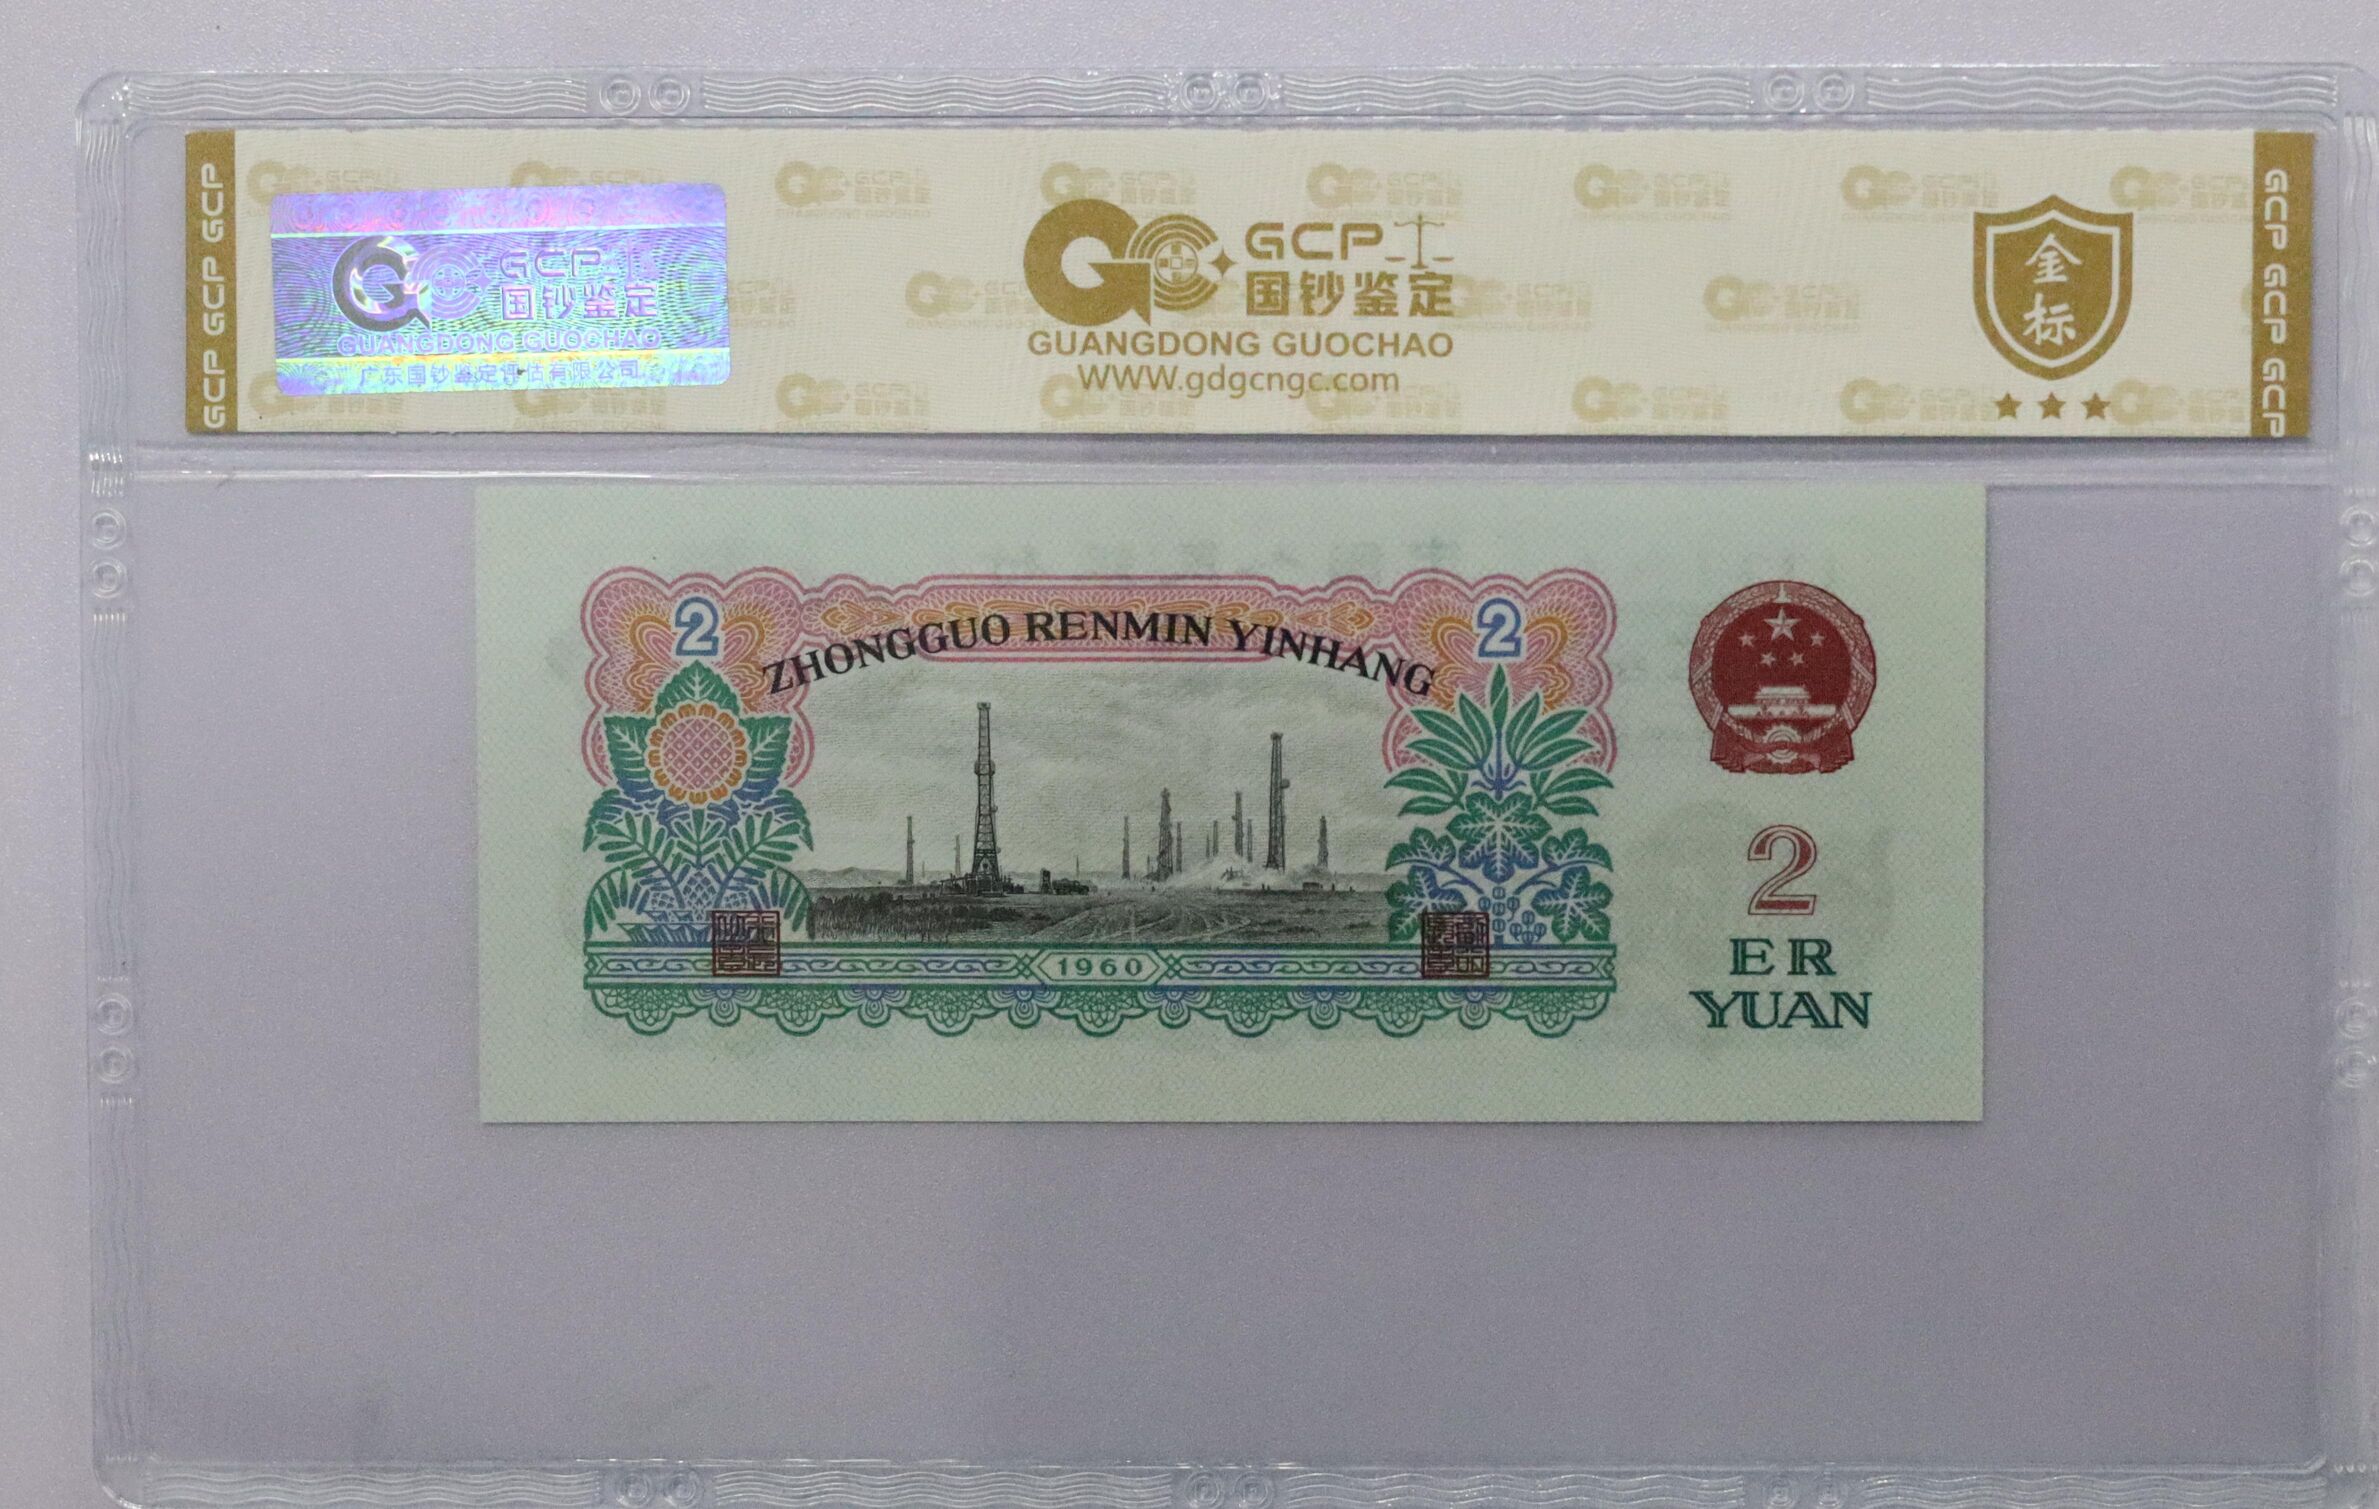 GCP GCP GCP
GCP
国钞鉴定
GUANGDONG GUOCHAO
广东国钞鉴定评估有限公司
GCP
国钞鉴定
GUANGDONG GUOCHAO
WWW.gdgcngc.com
金
标
GCP GCP GCP
2
ZHONGGUO RENMIN YINHANG
2
1960
2
ER
YUAN